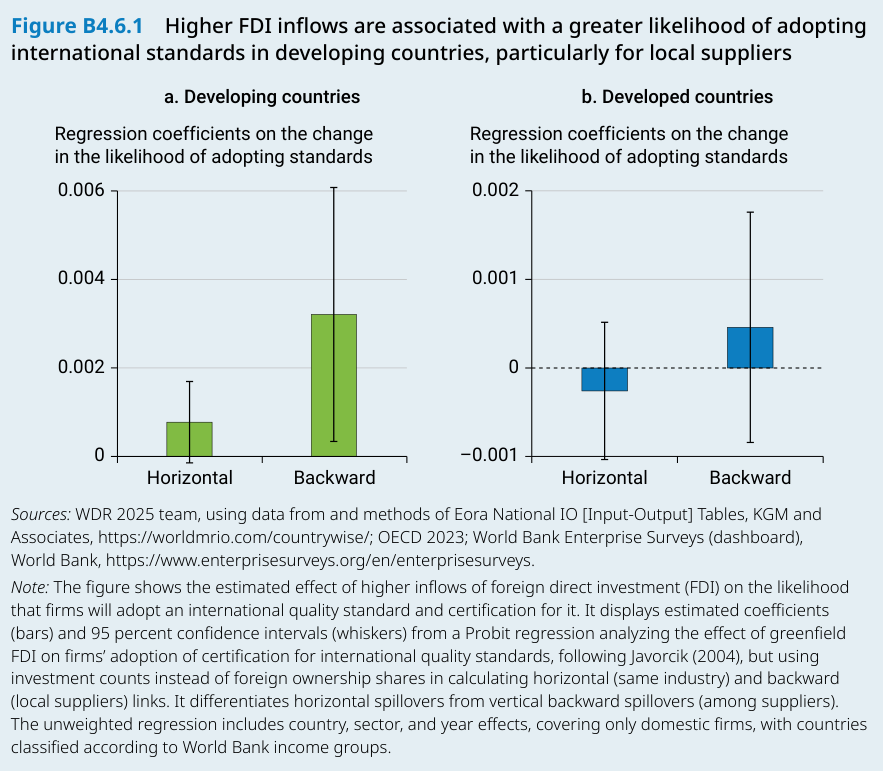 Figure B4.6.1 Higher FDI inflows are associated with a greater likelihood of adopting
international standards in developing countries, particularly for local suppliers
a. Developing countries
Regression coefficients on the change
in the likelihood of adopting standards
0.006
0.004
0.002
0
Horizontal
Backward
b. Developed countries
Regression coefficients on the change
in the likelihood of adopting standards
0.002
0.001
0
−0.001
Horizontal
Backward
Sources: WDR 2025 team, using data from and methods of Eora National IO [Input-Output] Tables, KGM and
Associates, https://worldmrio.com/countrywise/; OECD 2023; World Bank Enterprise Surveys (dashboard),
World Bank, https://www.enterprisesurveys.org/en/enterprisesurveys.
Note: The figure shows the estimated effect of higher inflows of foreign direct investment (FDI) on the likelihood
that firms will adopt an international quality standard and certification for it. It displays estimated coefficients
(bars) and 95 percent confidence intervals (whiskers) from a Probit regression analyzing the effect of greenfield
FDI on firms’ adoption of certification for international quality standards, following Javorcik (2004), but using
investment counts instead of foreign ownership shares in calculating horizontal (same industry) and backward
(local suppliers) links. It differentiates horizontal spillovers from vertical backward spillovers (among suppliers).
The unweighted regression includes country, sector, and year effects, covering only domestic firms, with countries
classified according to World Bank income groups.